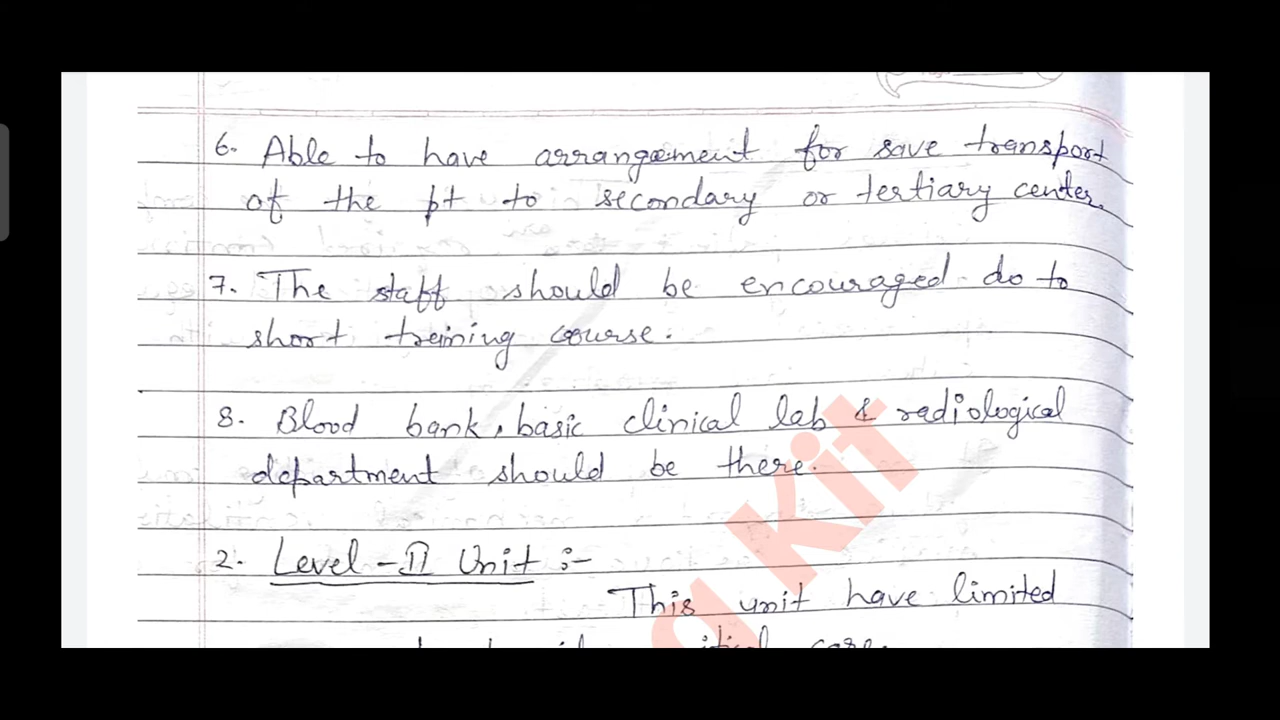 6. Able to have arrangement for save transport
of the pt to secondary or tertiary center.
7. The staff should be encouraged do to
short training course.
8. Blood bank, basic clinical lab & radiological
department should be there.
2. Level-II Unit :-
This unit have limited
care.
Kit